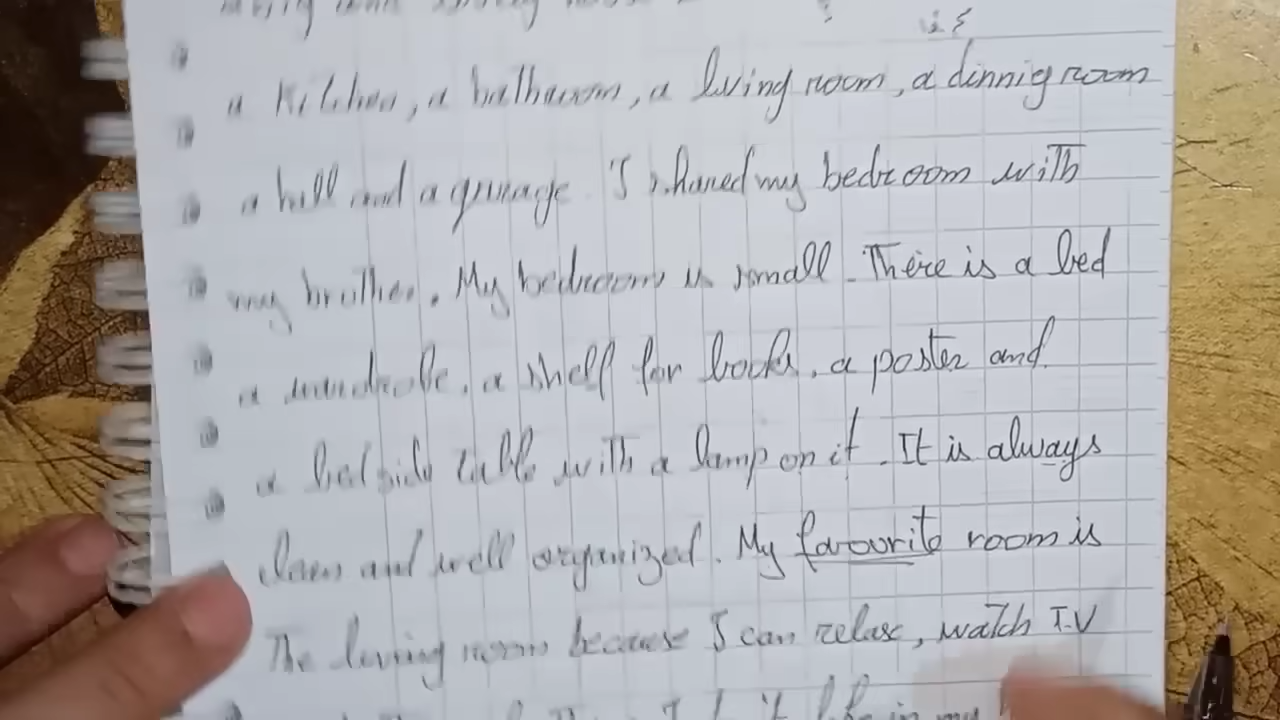 a kitchen, a bathroom, a living room, a dinnig room
a hall and a garage. I shared my bedroom with
my brother. My bedroom is small. There is a bed
a wardrobe, a shelf for books, a poster and
a bedside table with a lamp on it. It is always
clean and well organized. My favourite room is
The living room because I can relax, watch T.V
in my